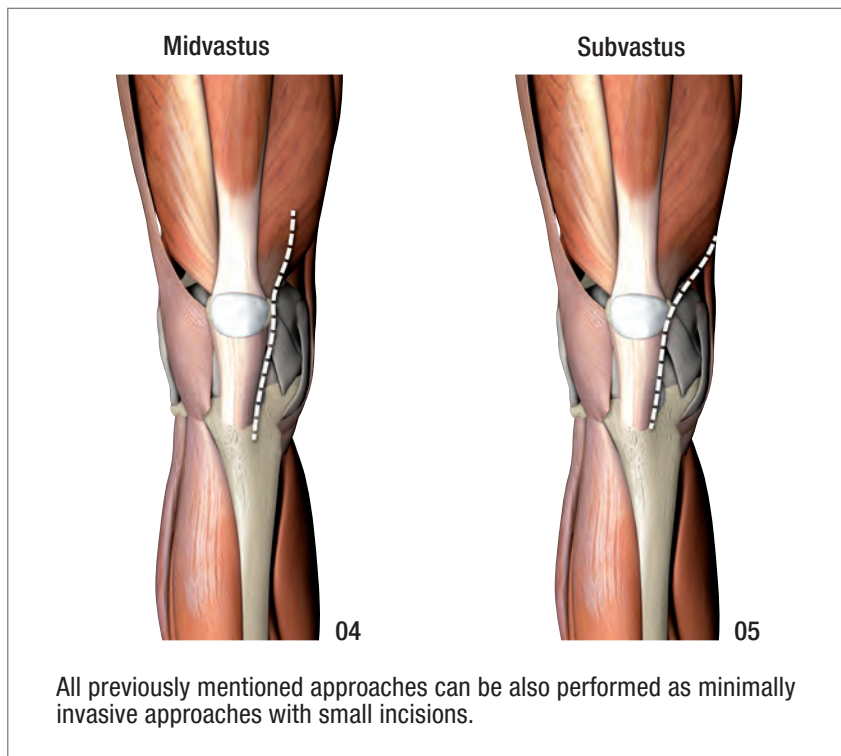 Midvastus
Subvastus
04
05
All previously mentioned approaches can be also performed as minimally
invasive approaches with small incisions.